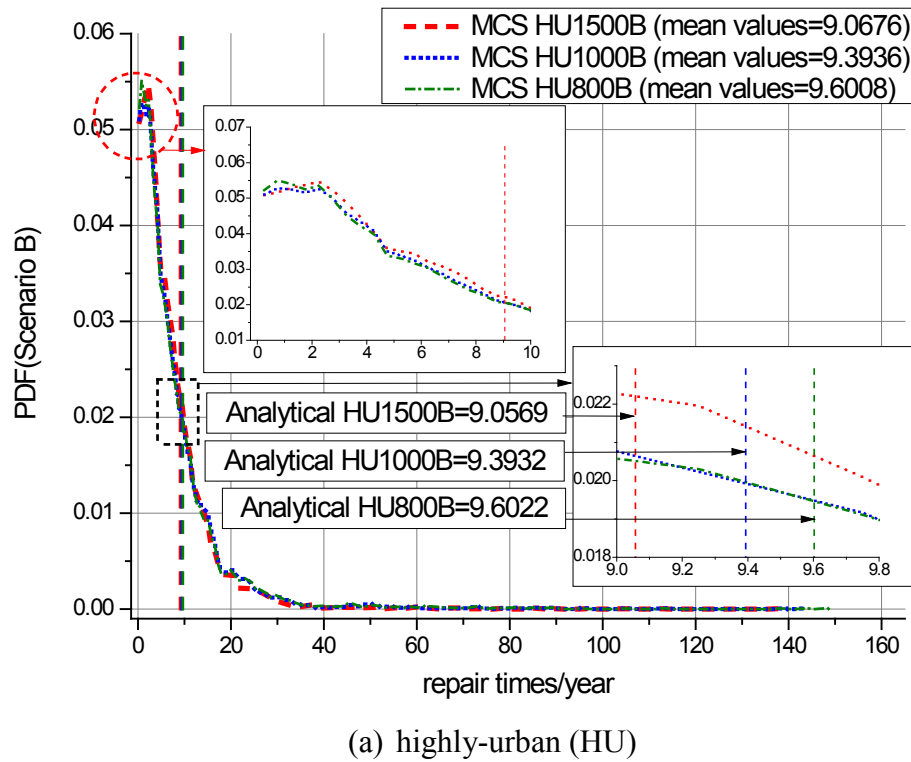 MCS HU1500B (mean values=9.0676)
MCS HU1000B (mean values=9.3936)
MCS HU800B (mean values=9.6008)
PDF(Scenario B)
0.06
0.05
0.04
0.03
0.02
0.01
0.00
0.07
0.06
0.05
0.04
0.03
0.02
0.01
0 2 4 6 8 10
Analytical HU1500B=9.0569
Analytical HU1000B=9.3932
Analytical HU800B=9.6022
0.022
0.020
0.018
9.0 9.2 9.4 9.6 9.8
0 20 40 60 80 100 120 140 160
repair times/year
(a) highly-urban (HU)